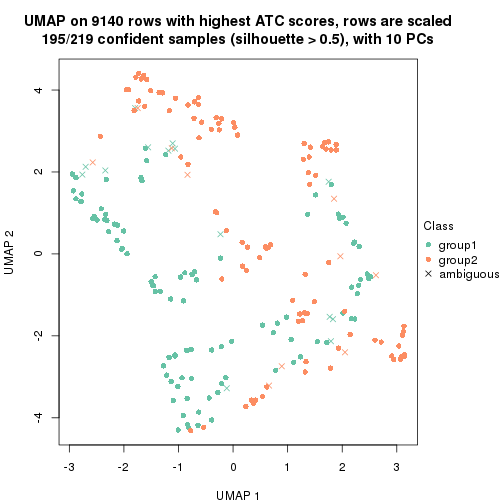 UMAP on 9140 rows with highest ATC scores, rows are scaled
195/219 confident samples (silhouette > 0.5), with 10 PCs
4
2
0
-2
-4
UMAP 2
-3
-2
-1
0
1
2
3
UMAP 1
Class
group1
group2
ambiguous